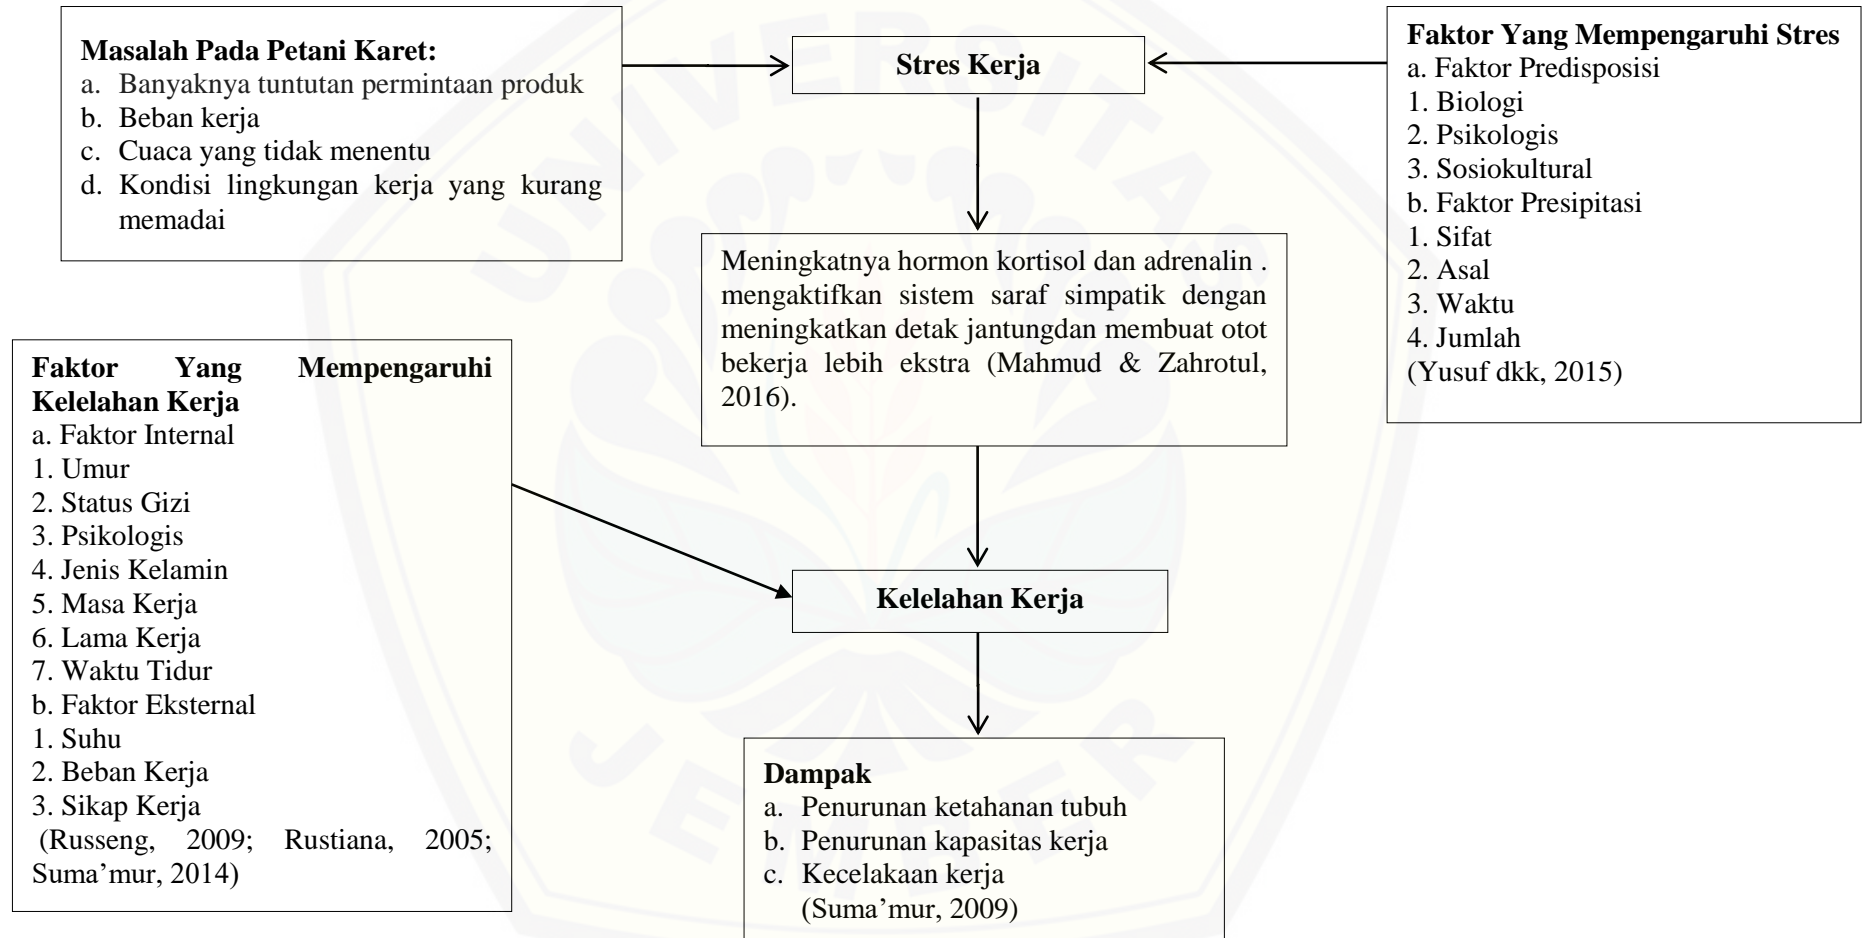 Masalah Pada Petani Karet:
a. Banyaknya tuntutan permintaan produk
b. Beban kerja
c. Cuaca yang tidak menentu
d. Kondisi lingkungan kerja yang kurang
memadai
Stres Kerja
Faktor Yang Mempengaruhi Stres
a. Faktor Predisposisi
1. Biologi
2. Psikologis
3. Sosiokultural
b. Faktor Presipitasi
1. Sifat
2. Asal
3. Waktu
4. Jumlah
(Yusuf dkk, 2015)
Meningkatnya hormon kortisol dan adrenalin .
mengaktifkan sistem saraf simpatik dengan
meningkatkan detak jantungdan membuat otot
bekerja lebih ekstra (Mahmud & Zahrotul,
2016).
Faktor Yang Mempengaruhi
Kelelahan Kerja
a. Faktor Internal
1. Umur
2. Status Gizi
3. Psikologis
4. Jenis Kelamin
5. Masa Kerja
6. Lama Kerja
7. Waktu Tidur
b. Faktor Eksternal
1. Suhu
2. Beban Kerja
3. Sikap Kerja
(Russeng, 2009; Rustiana, 2005;
Suma’mur, 2014)
Kelelahan Kerja
Dampak
a. Penurunan ketahanan tubuh
b. Penurunan kapasitas kerja
c. Kecelakaan kerja
(Suma’mur, 2009)
UNIVERSITAS
JEMBER